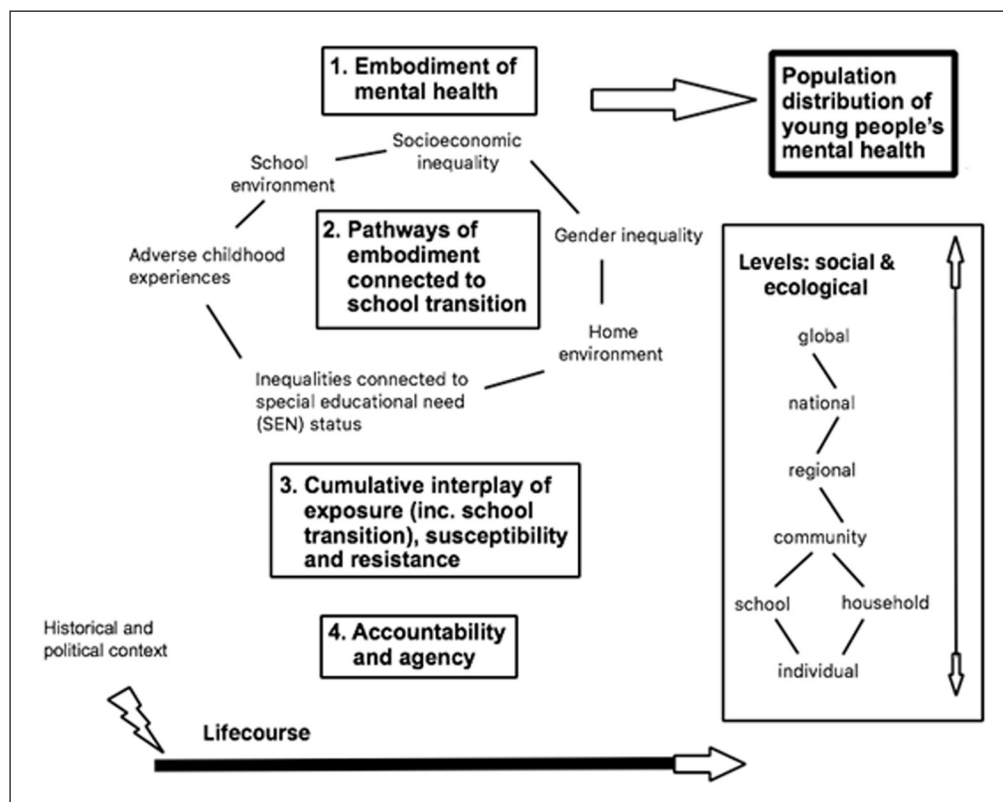 1. Embodiment of
mental health
Population
distribution of
young people's
mental health
Socioeconomic
inequality
School
environment
2. Pathways of
embodiment
connected to
school transition
Gender inequality
Adverse childhood
experiences
Home
environment
Inequalities connected to
special educational need
(SEN) status
Levels: social &
ecological
global
national
regional
community
school
household
individual
3. Cumulative interplay of
exposure (inc. school
transition), susceptibility
and resistance
4. Accountability
and agency
Historical and
political context
Lifecourse